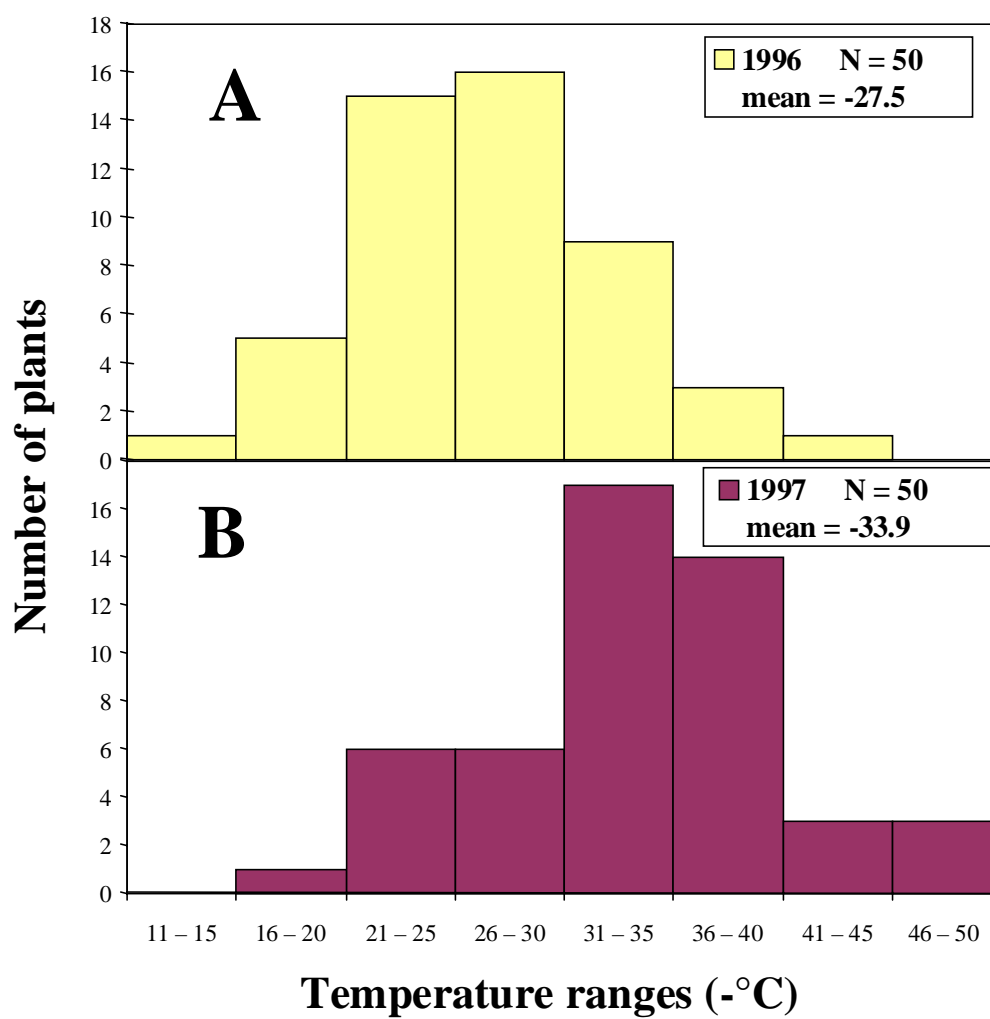 18
16
14
12
10
8
6
4
2
0
A
1996 N = 50
mean = -27.5
Number of plants
16
14
12
10
8
6
4
2
0
B
1997 N = 50
mean = -33.9
11 – 15 16 – 20 21 – 25 26 – 30 31 – 35 36 – 40 41 – 45 46 – 50
Temperature ranges (-°C)